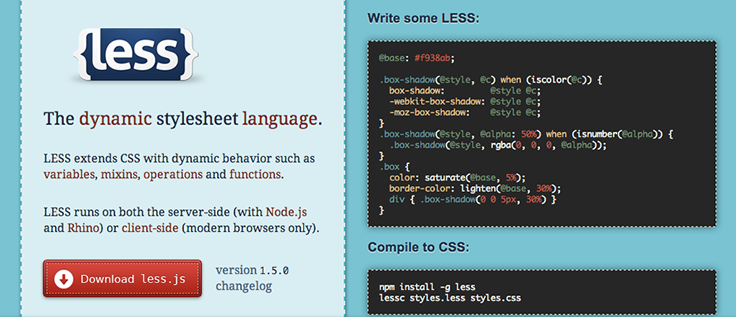 {less}
The dynamic stylesheet language.
LESS extends CSS with dynamic behavior such as
variables, mixins, operations and functions.
LESS runs on both the server-side (with Node.js
and Rhino) or client-side (modern browsers only).
Download less.js
version 1.5.0
changelog
Write some LESS:
@base: #f938ab;
.box-shadow(@style, @c) when (iscolor(@c)) {
  box-shadow:         @style @c;
  -webkit-box-shadow: @style @c;
  -moz-box-shadow:    @style @c;
}
.box-shadow(@style, @alpha: 50%) when (isnumber(@alpha)) {
  .box-shadow(@style, rgba(0, 0, 0, @alpha));
}
.box {
  color: saturate(@base, 5%);
  border-color: lighten(@base, 30%);
  div { .box-shadow(0 0 5px, 30%) }
}
Compile to CSS:
npm install -g less
lessc styles.less styles.css